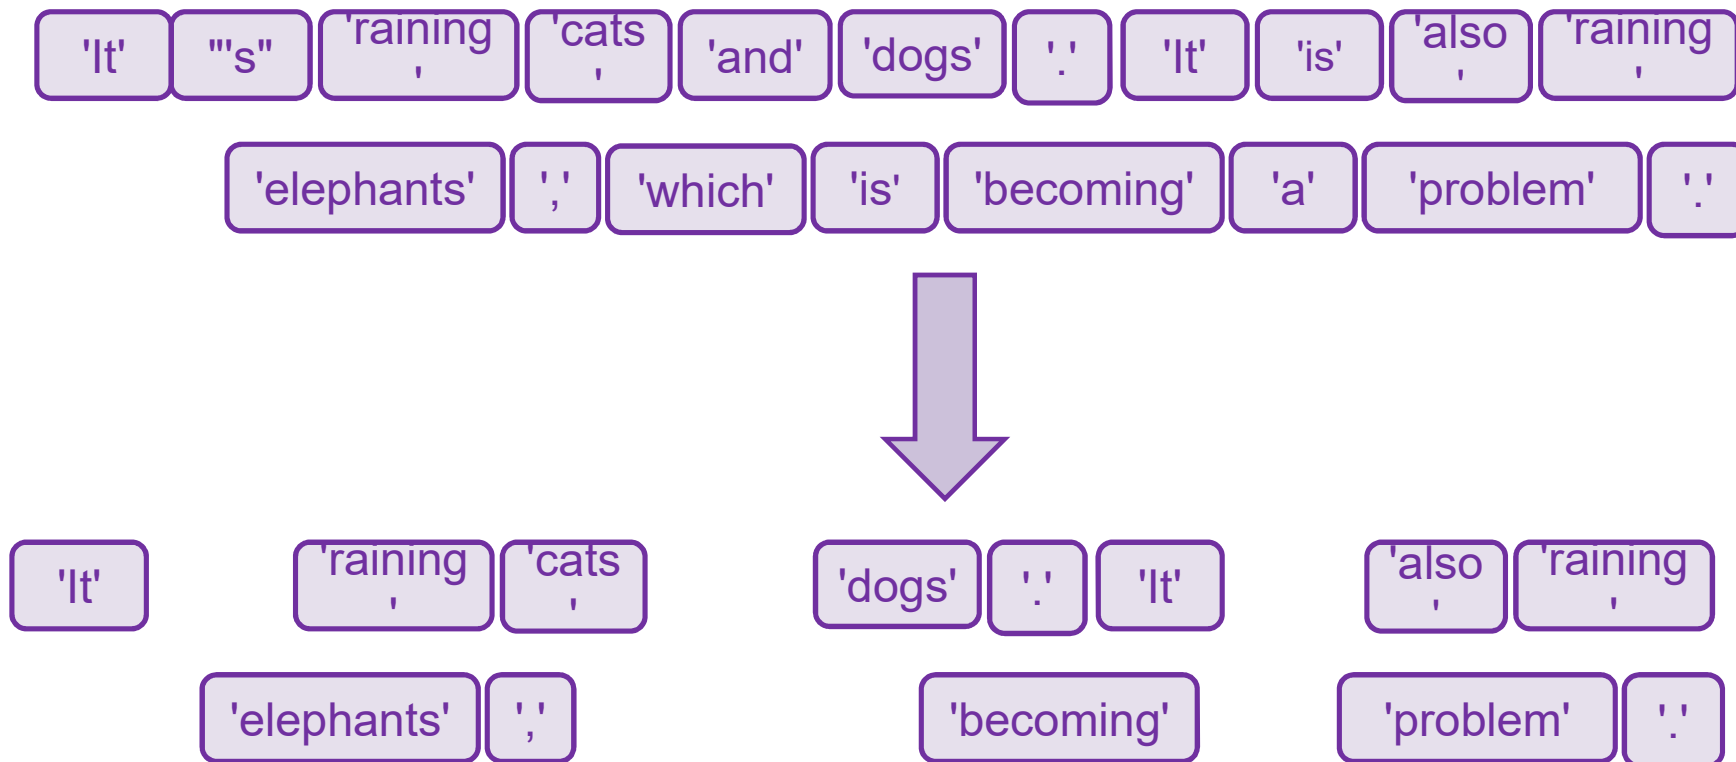 'It' "'s" 'raining' 'cats' 'and' 'dogs' '.' 'It' 'is' 'also' 'raining'
'elephants' ',' 'which' 'is' 'becoming' 'a' 'problem' '.'
'It' 'raining' 'cats' 'dogs' '.' 'It' 'also' 'raining'
'elephants' ',' 'becoming' 'problem' '.'